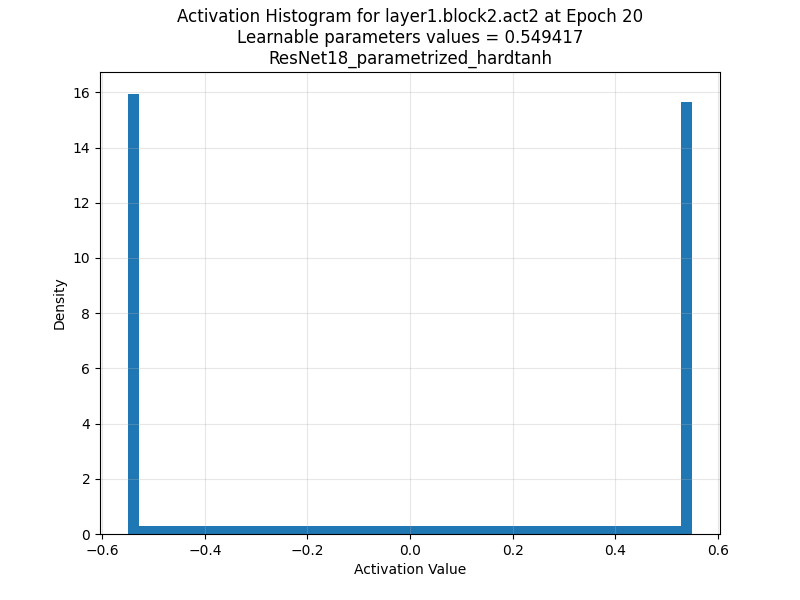 Activation Histogram for layer1.block2.act2 at Epoch 20
Learnable parameters values = 0.549417
ResNet18_parametrized_hardtanh
16
14
12
10
8
6
4
2
0
Density
−0.6 −0.4 −0.2 0.0 0.2 0.4 0.6
Activation Value